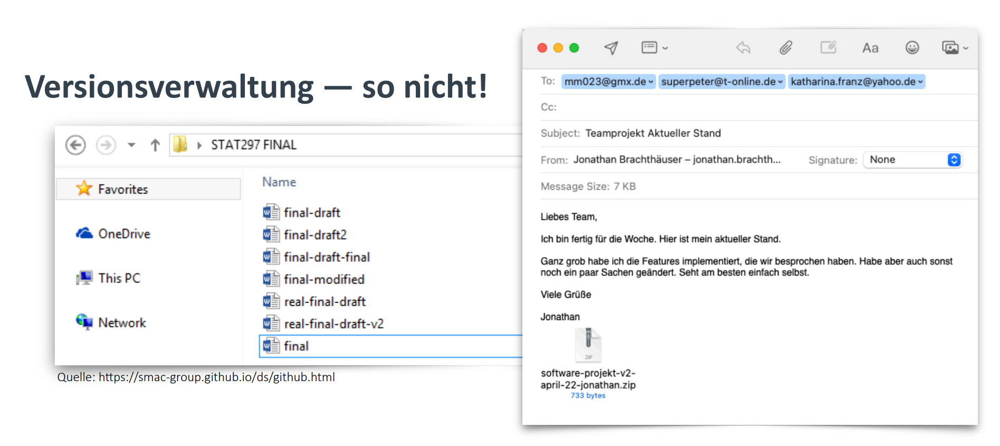 Versionsverwaltung — so nicht!
STAT297 FINAL
Favorites
OneDrive
This PC
Network
Name
final-draft
final-draft2
final-draft-final
final-modified
real-final-draft
real-final-draft-v2
final
Quelle: https://smac-group.github.io/ds/github.html
Aa
To: mm023@gmx.de superpeter@t-online.de katharina.franz@yahoo.de
Cc:
Subject: Teamprojekt Aktueller Stand
From: Jonathan Brachthäuser – jonathan.brachth... Signature: None
Message Size: 7 KB
Liebes Team,
Ich bin fertig für die Woche. Hier ist mein aktueller Stand.
Ganz grob habe ich die Features implementiert, die wir besprochen haben. Habe aber auch sonst
noch ein paar Sachen geändert. Seht am besten einfach selbst.
Viele Grüße
Jonathan
ZIP
software-projekt-v2-
april-22-jonathan.zip
733 bytes